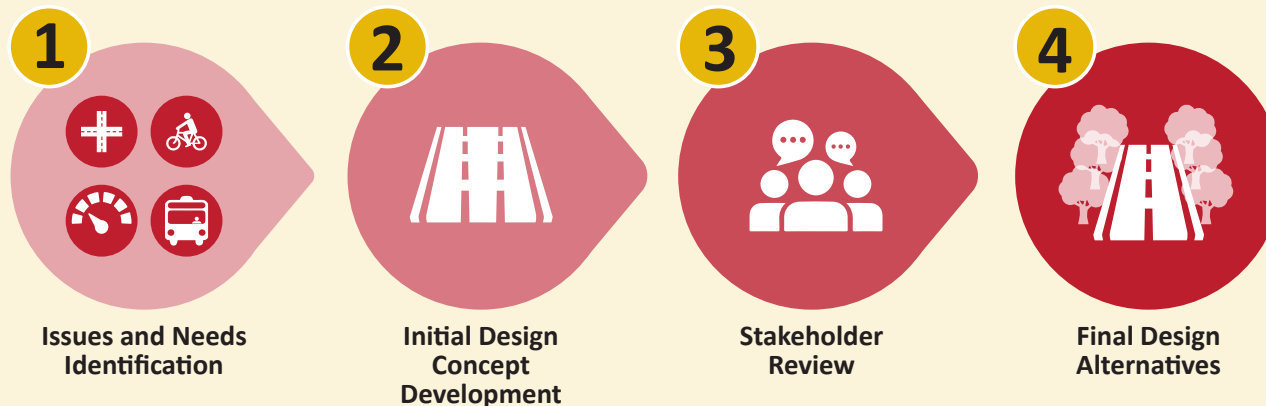 1
Issues and Needs
Identification
2
Initial Design
Concept
Development
3
Stakeholder
Review
4
Final Design
Alternatives